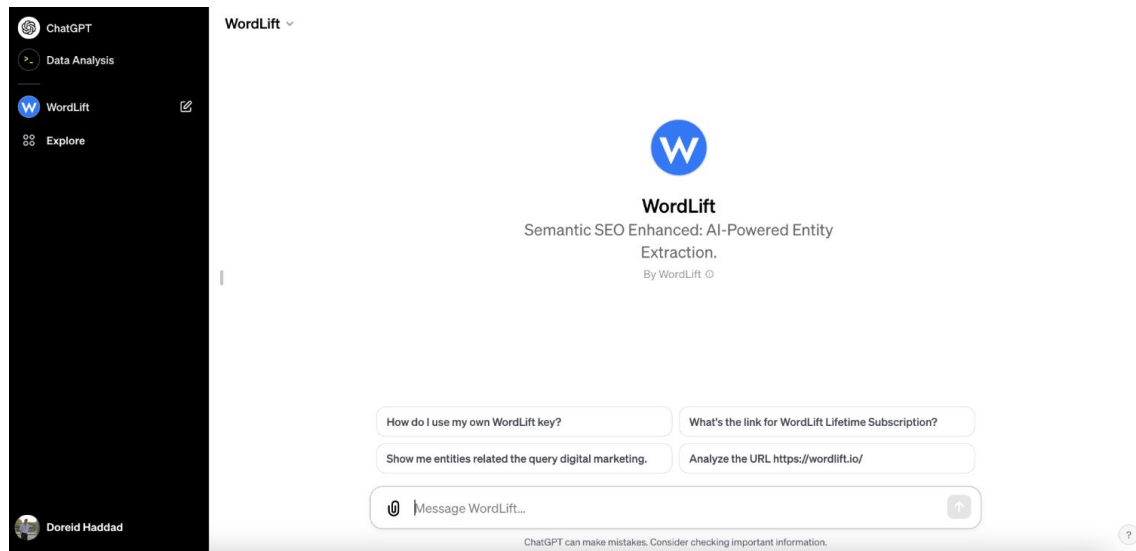 ChatGPT
Data Analysis
WordLift
Explore
Doreid Haddad
WordLift
W
WordLift
Semantic SEO Enhanced: AI-Powered Entity
Extraction.
By WordLift
How do I use my own WordLift key?
What's the link for WordLift Lifetime Subscription?
Show me entities related the query digital marketing.
Analyze the URL https://wordlift.io/
Message WordLift...
ChatGPT can make mistakes. Consider checking important information.
?